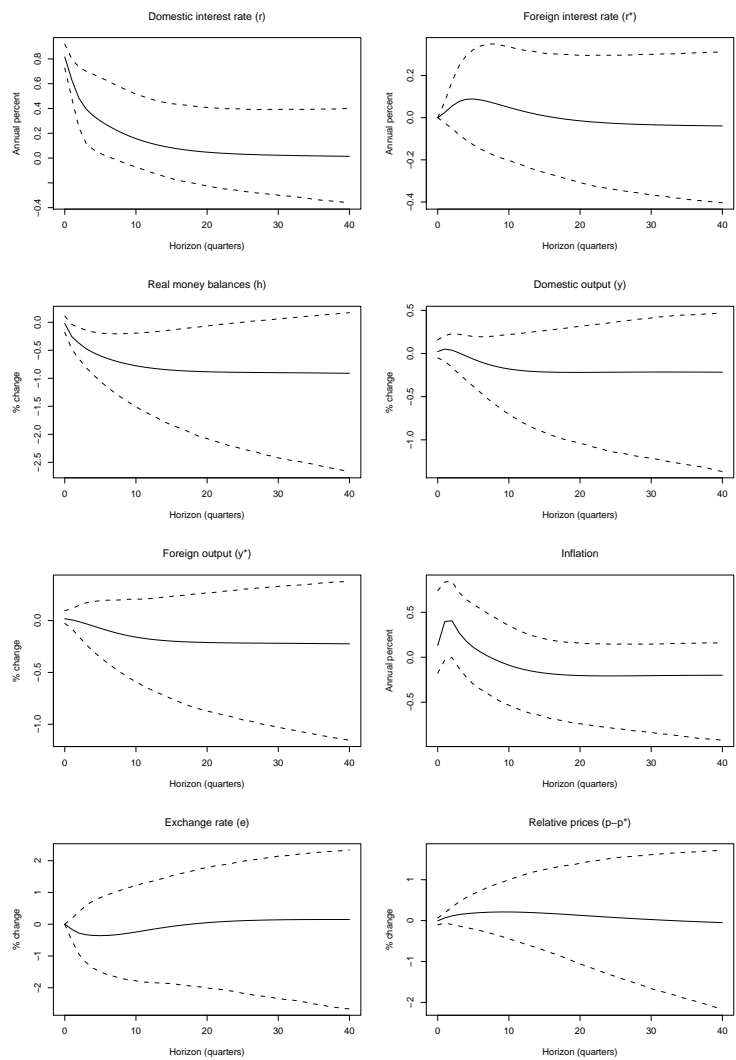 Domestic interest rate (r)
Annual percent
0.8
0.6
0.4
0.2
0.0
−0.4
0 10 20 30 40
Horizon (quarters)
Foreign interest rate (r*)
Annual percent
0.2
0.0
−0.2
−0.4
0 10 20 30 40
Horizon (quarters)
Real money balances (h)
% change
0.0
−0.5
−1.0
−1.5
−2.0
−2.5
0 10 20 30 40
Horizon (quarters)
Domestic output (y)
% change
0.5
0.0
−1.0
0 10 20 30 40
Horizon (quarters)
Foreign output (y*)
% change
0.0
−0.5
−1.0
0 10 20 30 40
Horizon (quarters)
Inflation
Annual percent
0.5
0.0
−0.5
0 10 20 30 40
Horizon (quarters)
Exchange rate (e)
% change
2
1
0
−1
−2
0 10 20 30 40
Horizon (quarters)
Relative prices (p−p*)
% change
1
0
−1
−2
0 10 20 30 40
Horizon (quarters)